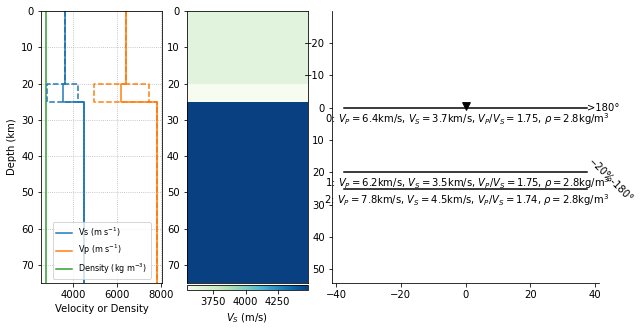 0
10
20
30
40
50
60
70
Depth (km)
4000 6000 8000
Velocity or Density
Vs (m s⁻¹)
Vp (m s⁻¹)
Density (kg m⁻³)
0
10
20
30
40
50
60
70
3750 4000 4250
V_S (m/s)
−20
−10
0
10
20
30
40
50
−40 −20 0 20 40
>180°
0: V_P = 6.4km/s, V_S = 3.7km/s, V_P/V_S = 1.75, ρ = 2.8kg/m³
−20%
-180°
1: V_P = 6.2km/s, V_S = 3.5km/s, V_P/V_S = 1.75, ρ = 2.8kg/m³
2: V_P = 7.8km/s, V_S = 4.5km/s, V_P/V_S = 1.74, ρ = 2.8kg/m³